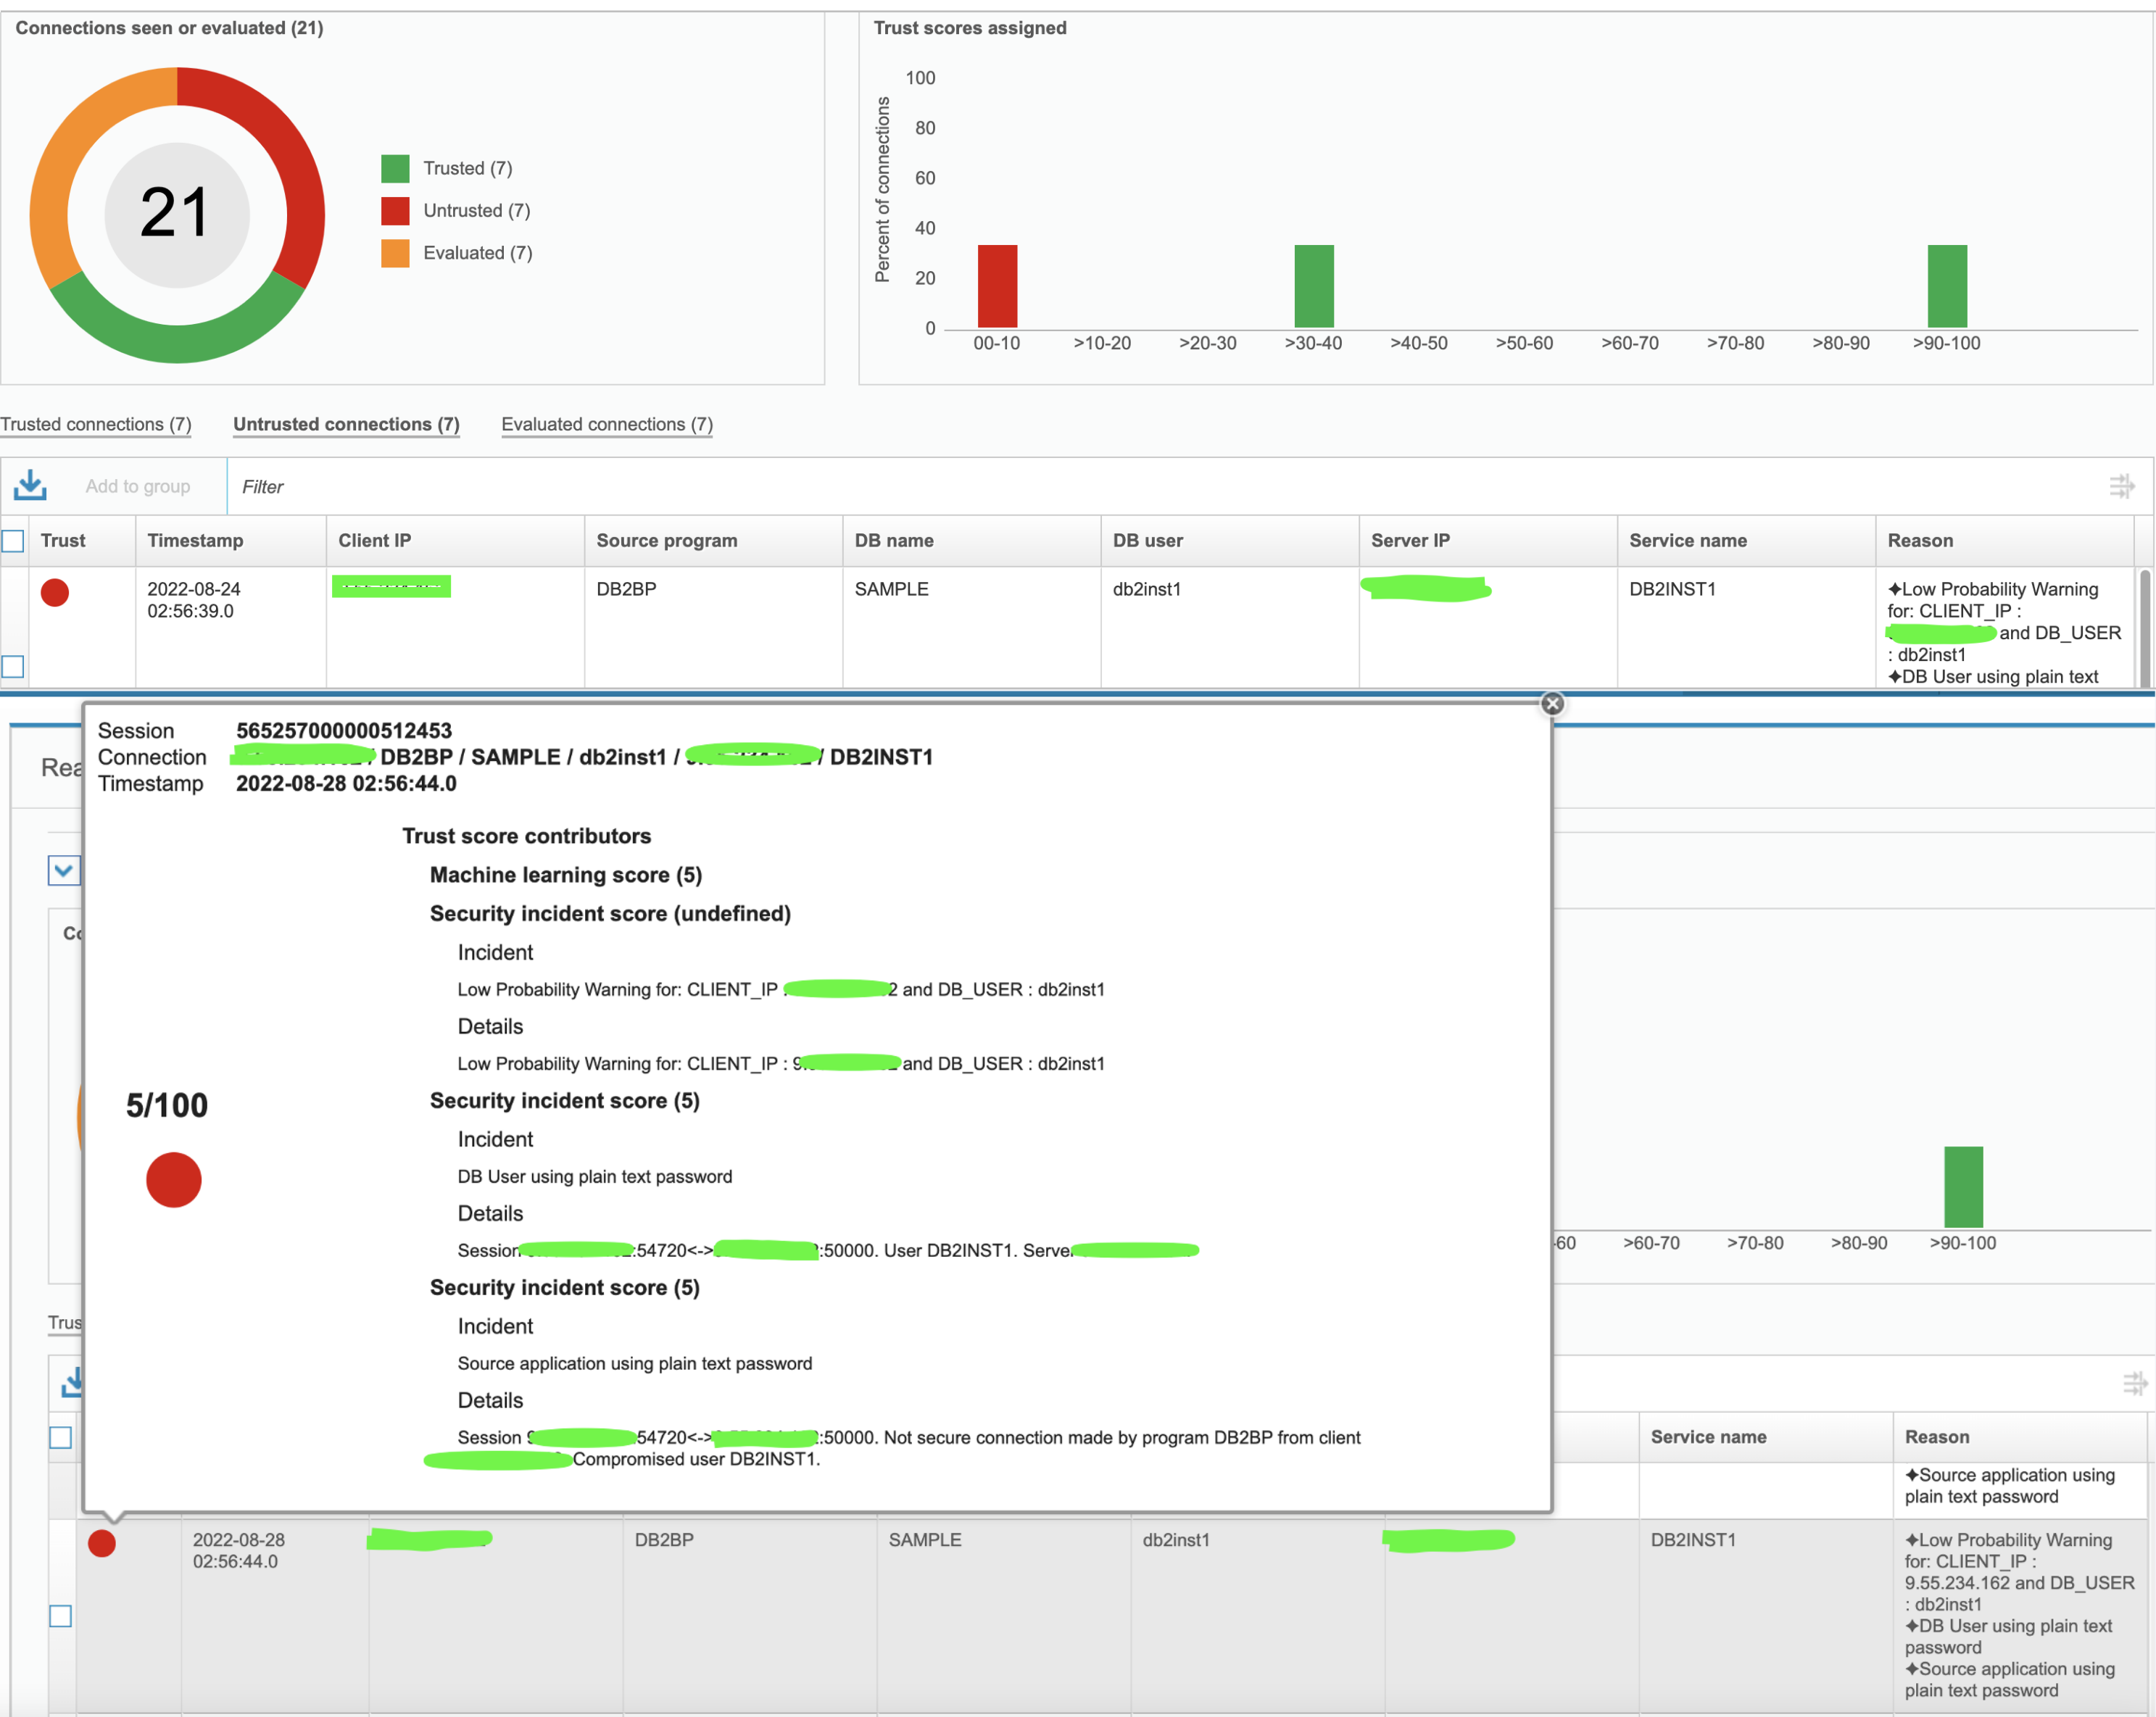 Connections seen or evaluated (21)
21
Trusted (7)
Untrusted (7)
Evaluated (7)
Trust scores assigned
Percent of connections
100
80
60
40
20
0
00-10 >10-20 >20-30 >30-40 >40-50 >50-60 >60-70 >70-80 >80-90 >90-100
Trusted connections (7) Untrusted connections (7) Evaluated connections (7)
Add to group Filter
Trust Timestamp Client IP Source program DB name DB user Server IP Service name Reason
2022-08-24
02:56:39.0
DB2BP SAMPLE db2inst1 DB2INST1
✦Low Probability Warning
for: CLIENT_IP :
and DB_USER
: db2inst1
✦DB User using plain text
Session 565257000000512453
Connection / DB2BP / SAMPLE / db2inst1 / / DB2INST1
Timestamp 2022-08-28 02:56:44.0
Trust score contributors
Machine learning score (5)
Security incident score (undefined)
Incident
Low Probability Warning for: CLIENT_IP : 2 and DB_USER : db2inst1
Details
Low Probability Warning for: CLIENT_IP : 9. and DB_USER : db2inst1
5/100
Security incident score (5)
Incident
DB User using plain text password
Details
Session :54720<-> :50000. User DB2INST1. Server
Security incident score (5)
Incident
Source application using plain text password
Details
Session 54720<-> :50000. Not secure connection made by program DB2BP from client
Compromised user DB2INST1.
Rea
Co
-60 >60-70 >70-80 >80-90 >90-100
Trus
Service name Reason
✦Source application using
plain text password
2022-08-28
02:56:44.0
DB2BP SAMPLE db2inst1 DB2INST1
✦Low Probability Warning
for: CLIENT_IP :
9.55.234.162 and DB_USER
: db2inst1
✦DB User using plain text
password
✦Source application using
plain text password